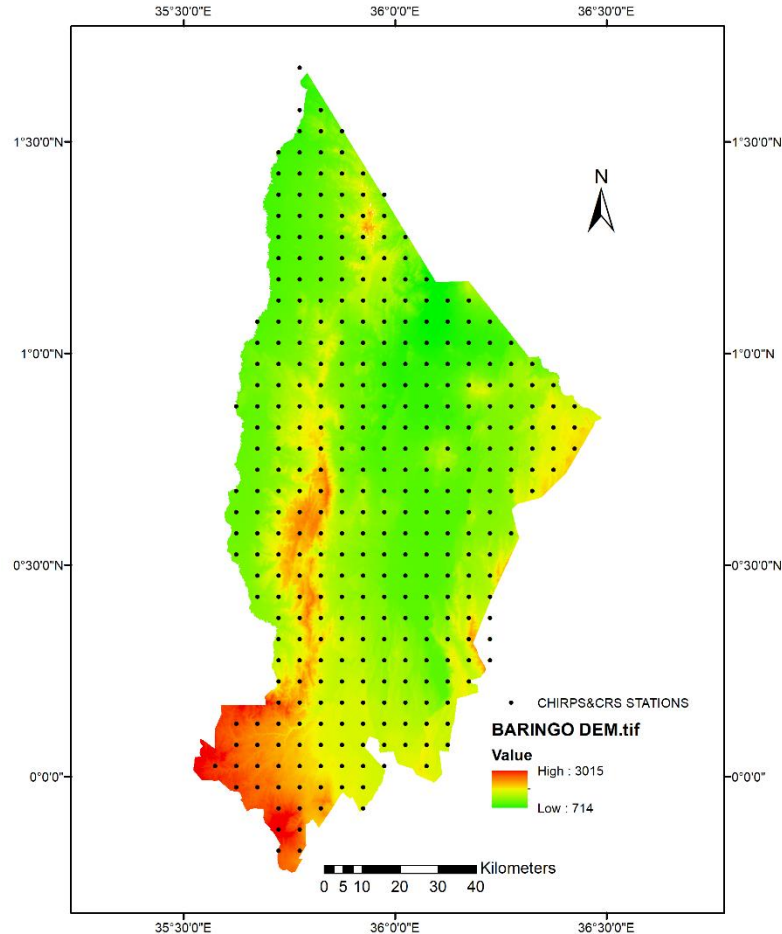 35°30'0"E 36°0'0"E 36°30'0"E
1°30'0"N 1°30'0"N
N
1°0'0"N 1°0'0"N
0°30'0"N 0°30'0"N
CHIRPS&CRS STATIONS
BARINGO DEM.tif
Value
High : 3015
Low : 714
0°0'0" 0°0'0"
Kilometers
0 5 10 20 30 40
35°30'0"E 36°0'0"E 36°30'0"E